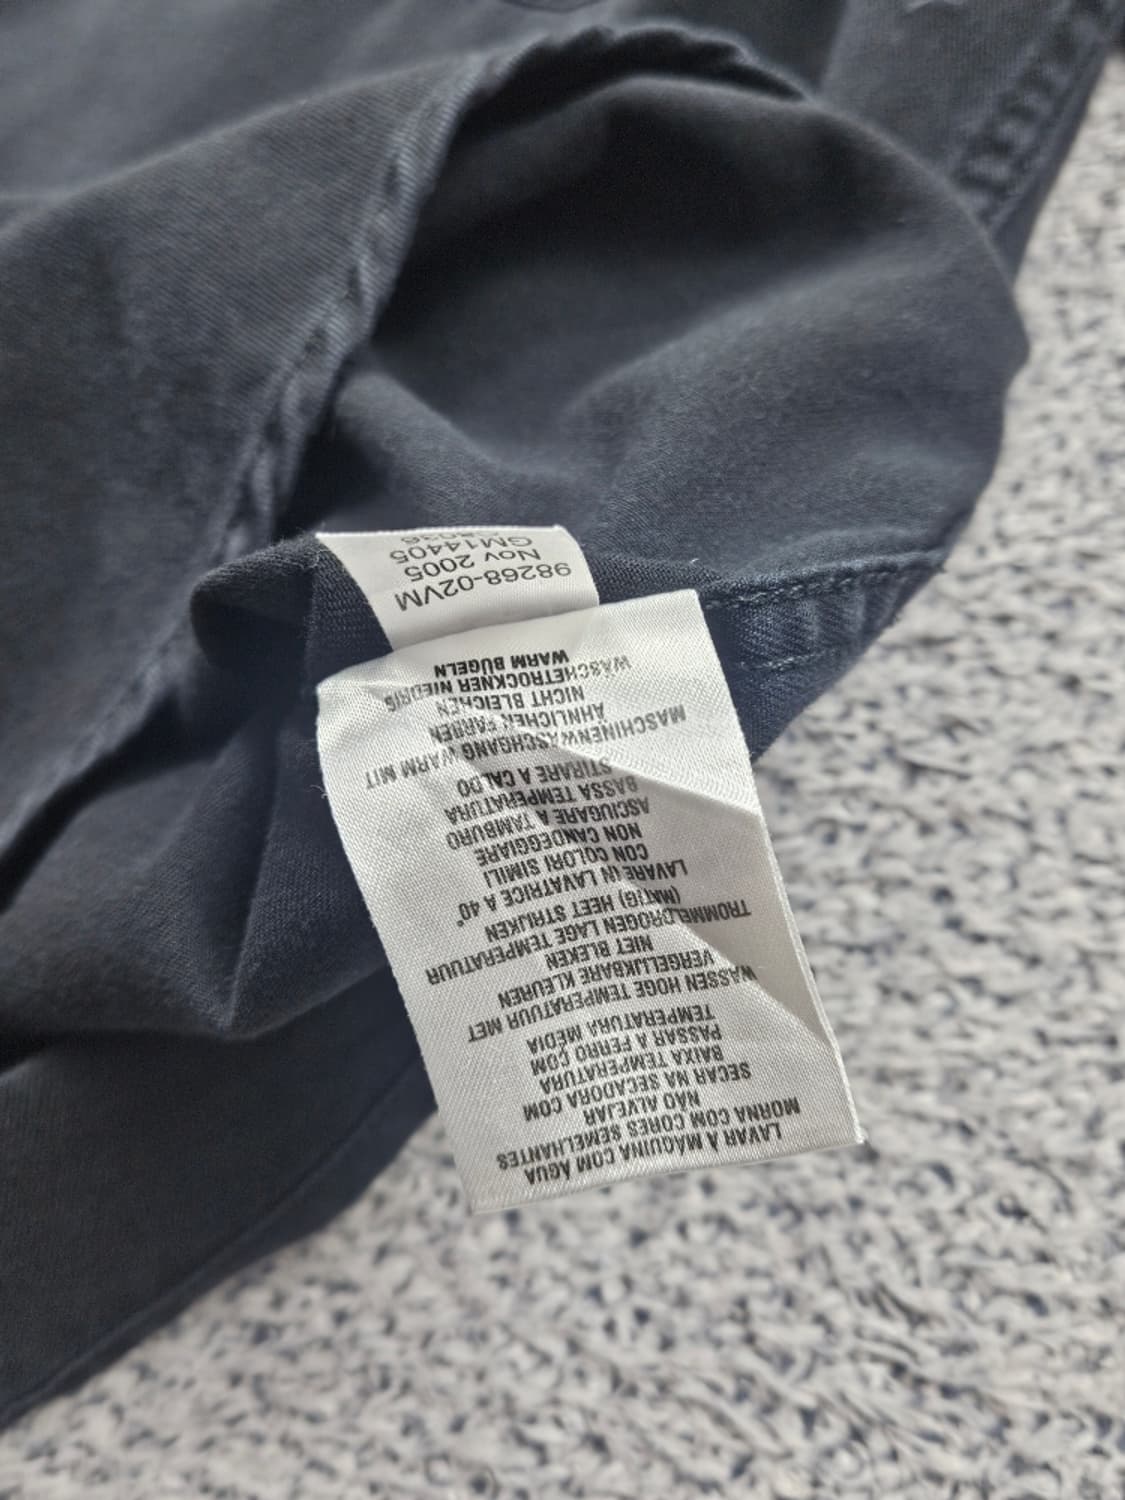 LAVAR À MÁQUINA COM ÁGUA
MORNA COM CORES SEMELHANTES
NÃO ALVEJAR
SECAR NA SECADORA COM
BAIXA TEMPERATURA
PASSAR A FERRO COM
TEMPERATURA MÉDIA
WASSEN HOGE TEMPERATUUR MET
VERGELIJKBARE KLEUREN
NIET BLEKEN
TROMMELDROGEN LAGE TEMPERATUUR
(MATIG) HEET STRIJKEN
LAVARE IN LAVATRICE A 40°
CON COLORI SIMILI
NON CANDEGGIARE
ASCIUGARE A TAMBURO
BASSA TEMPERATURA
STIRARE A CALDO
MASCHINENWASCHGANG WARM MIT
ÄHNLICHEN FARBEN
NICHT BLEICHEN
WÄSCHETROCKNER NIEDRIG
WARM BÜGELN
98268-02VM
Nov 2005
GM14405